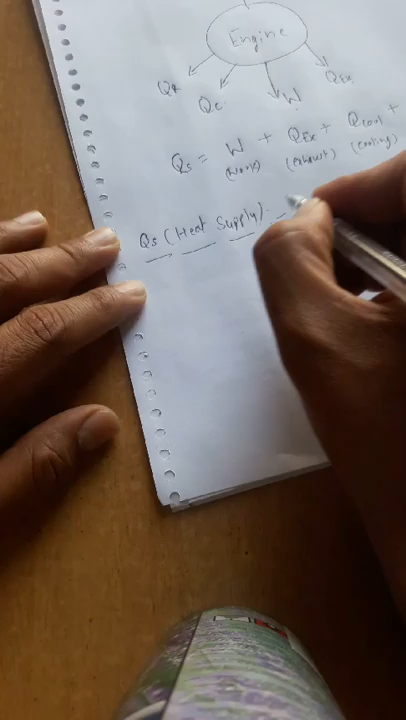 Engine
QR Qc. W QEx
Qs = W + QEx + Qcool +
(Work) (Exhaust) (Cooling)
Qs (Heat Supply).